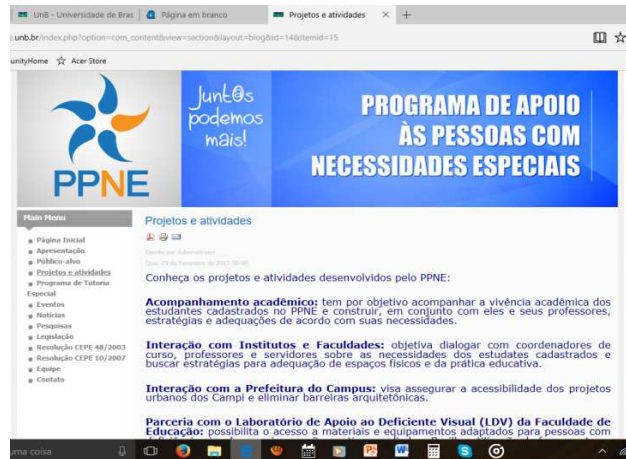 UnB - Universidade de Bras
Página em branco
Projetos e atividades
unb.br/index.php?option=com_content&view=section&layout=blog&id=14&Itemid=15
unityHome
Acer Store
PPNE
Junt@s
podemos
mais!
PROGRAMA DE APOIO
ÀS PESSOAS COM
NECESSIDADES ESPECIAIS
Main Menu
Página Inicial
Apresentação
Público-alvo
Projetos e atividades
Programa de Tutoria
Especial
Eventos
Notícias
Pesquisas
Legislação
Resolução CEPE 48/2003
Resolução CEPE 10/2007
Equipe
Contato
Projetos e atividades
Escrito por Administrator
Conheça os projetos e atividades desenvolvidos pelo PPNE:
Acompanhamento acadêmico: tem por objetivo acompanhar a vivência acadêmica dos
estudantes cadastrados no PPNE e construir, em conjunto com eles e seus professores,
estratégias e adequações de acordo com suas necessidades.
Interação com Institutos e Faculdades: objetiva dialogar com coordenadores de
curso, professores e servidores sobre as necessidades dos estudates cadastrados e
buscar estratégias para adequação de espaços físicos e da prática educativa.
Interação com a Prefeitura do Campus: visa assegurar a acessibilidade dos projetos
urbanos dos Campi e eliminar barreiras arquitetônicas.
Parceria com o Laboratório de Apoio ao Deficiente Visual (LDV) da Faculdade de
Educação: possibilita o acesso a materiais e equipamentos adaptados para pessoas com
uma coisa